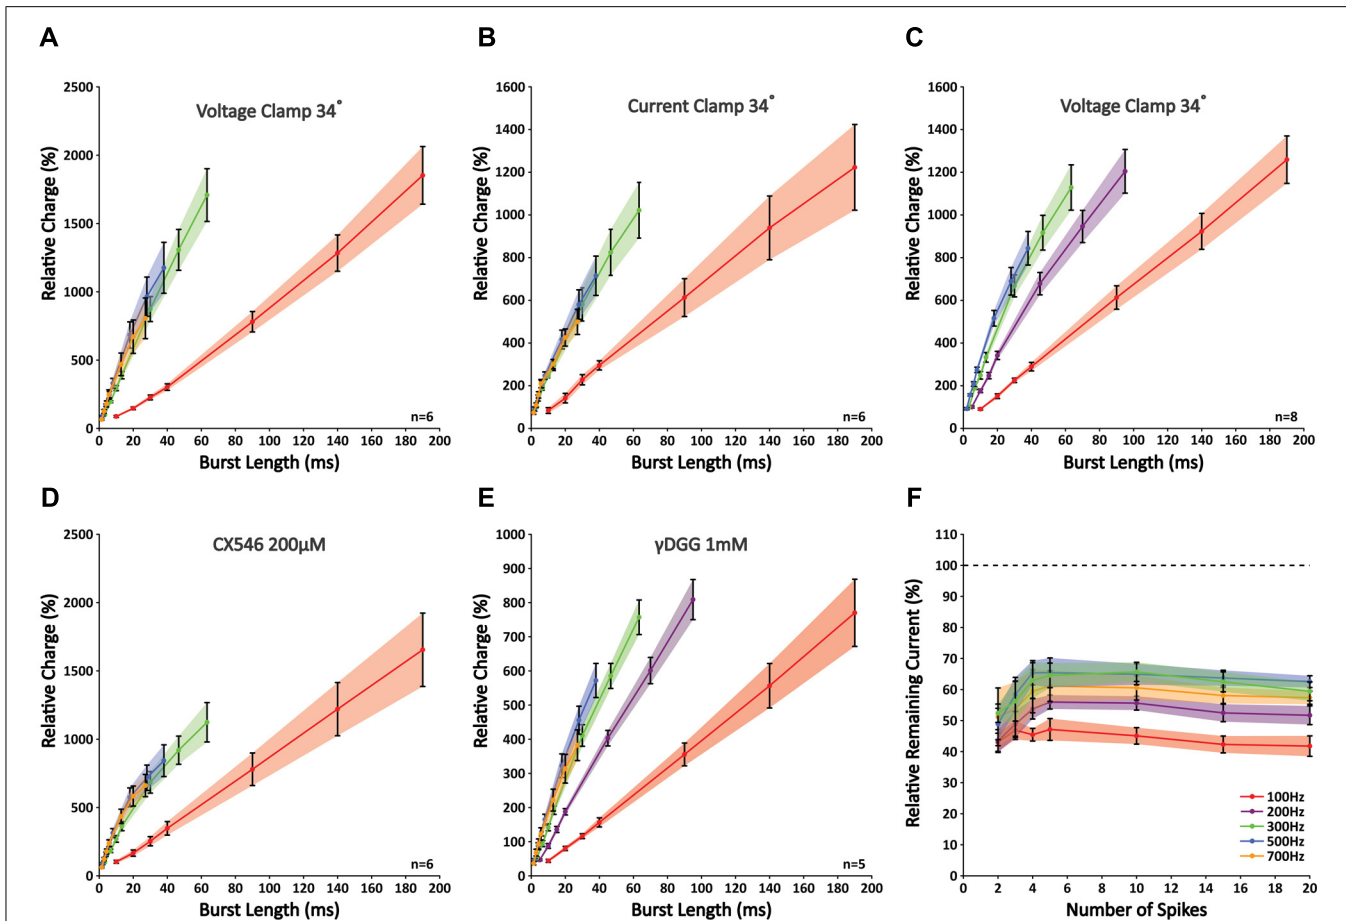 A
Voltage Clamp 34°
Relative Charge (%)
2500
2000
1500
1000
500
0
0 20 40 60 80 100 120 140 160 180 200
Burst Length (ms)
n=6
B
Current Clamp 34°
Relative Charge (%)
1600
1400
1200
1000
800
600
400
200
0
0 20 40 60 80 100 120 140 160 180 200
Burst Length (ms)
n=6
C
Voltage Clamp 34°
Relative Charge (%)
1600
1400
1200
1000
800
600
400
200
0
0 20 40 60 80 100 120 140 160 180 200
Burst Length (ms)
n=8
D
CX546 200μM
Relative Charge (%)
2500
2000
1500
1000
500
0
0 20 40 60 80 100 120 140 160 180 200
Burst Length (ms)
n=6
E
γDGG 1mM
Relative Charge (%)
1000
900
800
700
600
500
400
300
200
100
0
0 20 40 60 80 100 120 140 160 180 200
Burst Length (ms)
n=5
F
Relative Remaining Current (%)
110
100
90
80
70
60
50
40
30
20
10
0
0 2 4 6 8 10 12 14 16 18 20
Number of Spikes
100Hz
200Hz
300Hz
500Hz
700Hz